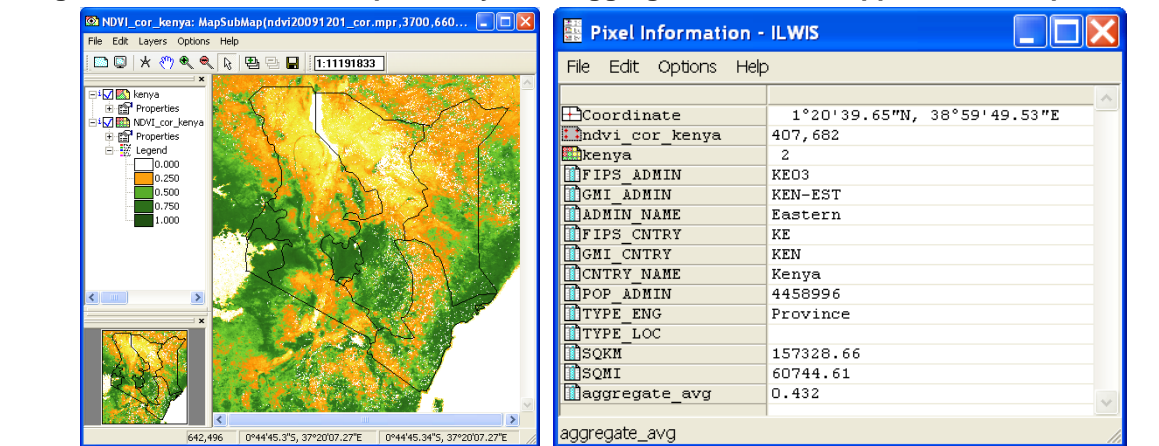 NDVI_cor_kenya: MapSubMap(ndvi20091201_cor.mpr,3700,660...
File Edit Layers Options Help
1:11191833
kenya
Properties
NDVI_cor_kenya
Properties
Legend
0.000
0.250
0.500
0.750
1.000
642,496 0°44'45.3"S, 37°20'07.27"E 0°44'45.34"S, 37°20'07.27"E
Pixel Information - ILWIS
File Edit Options Help
Coordinate 1°20'39.65"N, 38°59'49.53"E
ndvi_cor_kenya 407,682
kenya 2
FIPS_ADMIN KE03
GMI_ADMIN KEN-EST
ADMIN_NAME Eastern
FIPS_CNTRY KE
GMI_CNTRY KEN
CNTRY_NAME Kenya
POP_ADMIN 4458996
TYPE_ENG Province
TYPE_LOC
SQKM 157328.66
SQMI 60744.61
aggregate_avg 0.432
aggregate_avg